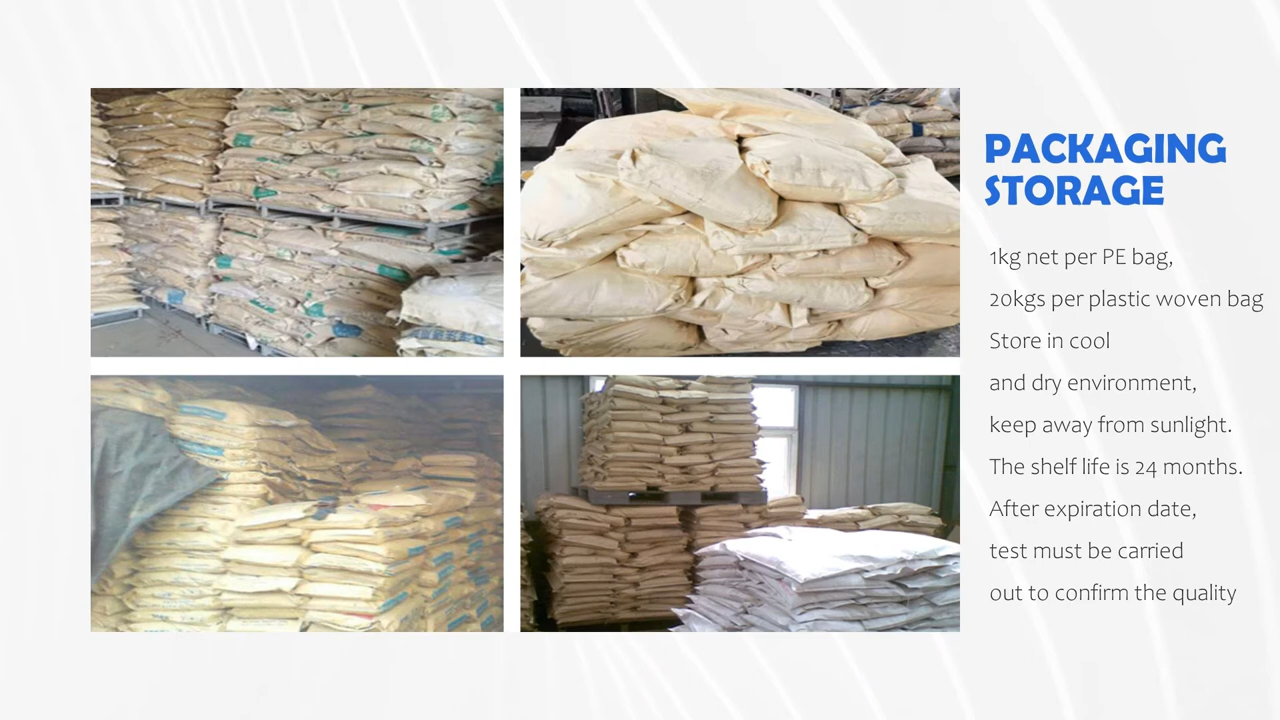 PACKAGING
STORAGE
1kg net per PE bag,
20kgs per plastic woven bag
Store in cool
and dry environment,
keep away from sunlight.
The shelf life is 24 months.
After expiration date,
test must be carried
out to confirm the quality